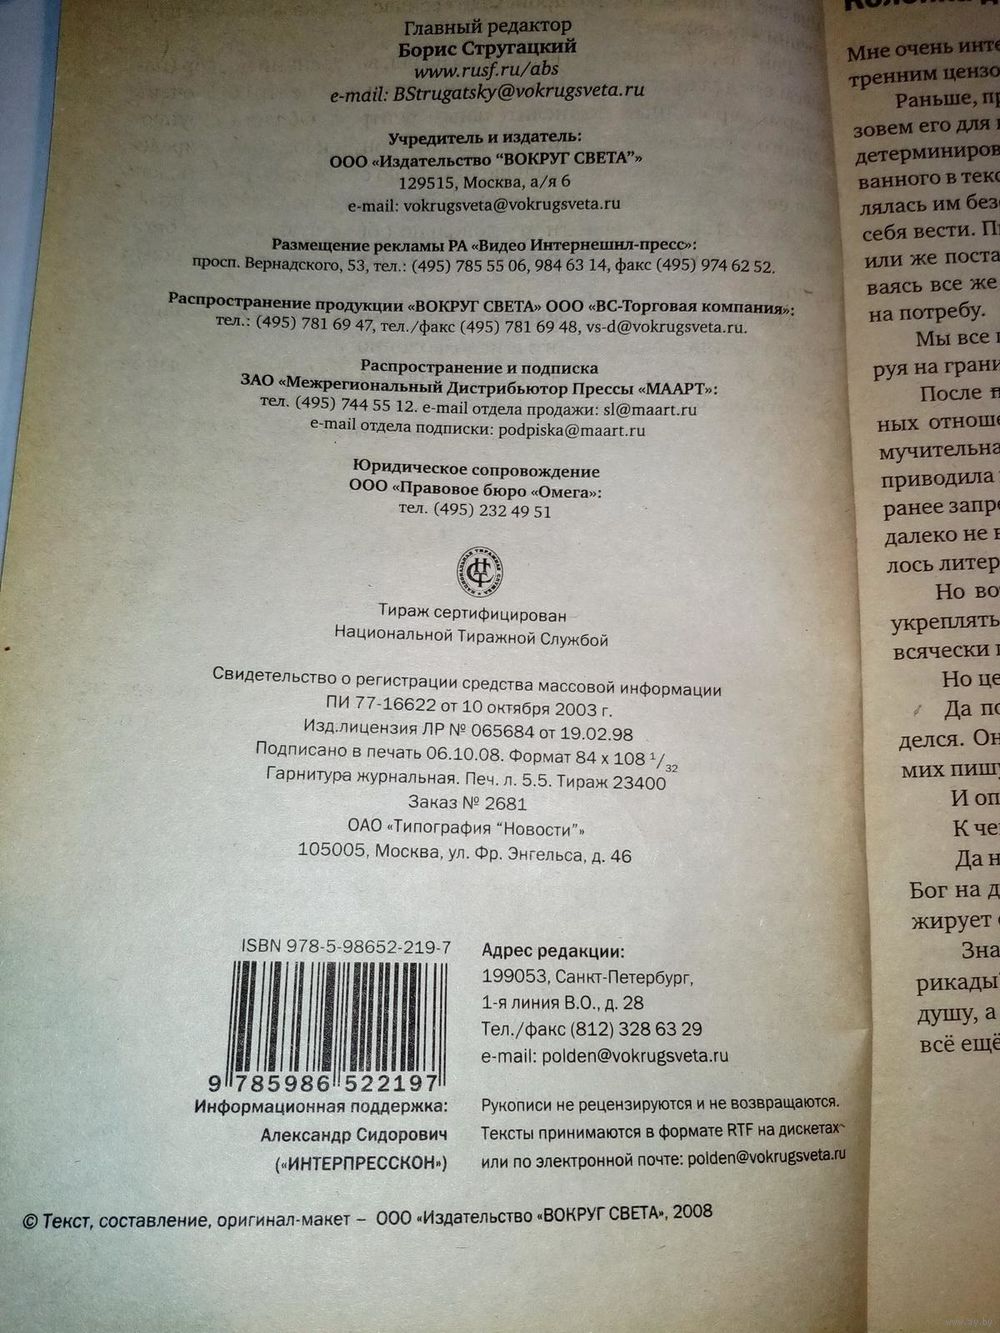 Главный редактор
Борис Стругацкий
www.rusf.ru/abs
e-mail: BStrugatsky@vokrugsveta.ru
Учредитель и издатель:
ООО «Издательство “ВОКРУГ СВЕТА”»
129515, Москва, а/я 6
e-mail: vokrugsveta@vokrugsveta.ru
Размещение рекламы РА «Видео Интернешнл-пресс»:
просп. Вернадского, 53, тел.: (495) 785 55 06, 984 63 14, факс (495) 974 62 52.
Распространение продукции «ВОКРУГ СВЕТА» ООО «ВС-Торговая компания»:
тел.: (495) 781 69 47, тел./факс (495) 781 69 48, vs-d@vokrugsveta.ru.
Распространение и подписка
ЗАО «Межрегиональный Дистрибьютор Прессы «МААРТ»:
тел. (495) 744 55 12. e-mail отдела продажи: sl@maart.ru
e-mail отдела подписки: podpiska@maart.ru
Юридическое сопровождение
ООО «Правовое бюро «Омега»:
тел. (495) 232 49 51
НАЦИОНАЛЬНАЯ ТИРАЖНАЯ СЛУЖБА
Тираж сертифицирован
Национальной Тиражной Службой
Свидетельство о регистрации средства массовой информации
ПИ 77-16622 от 10 октября 2003 г.
Изд.лицензия ЛР № 065684 от 19.02.98
Подписано в печать 06.10.08. Формат 84 х 108 1/32
Гарнитура журнальная. Печ. л. 5.5. Тираж 23400
Заказ № 2681
ОАО «Типография “Новости”»
105005, Москва, ул. Фр. Энгельса, д. 46
ISBN 978-5-98652-219-7
9 785986 522197
Информационная поддержка:
Александр Сидорович
(«ИНТЕРПРЕССКОН»)
Адрес редакции:
199053, Санкт-Петербург,
1-я линия В.О., д. 28
Тел./факс (812) 328 63 29
e-mail: polden@vokrugsveta.ru
Рукописи не рецензируются и не возвращаются.
Тексты принимаются в формате RTF на дискетах
или по электронной почте: polden@vokrugsveta.ru
© Текст, составление, оригинал-макет – ООО «Издательство «ВОКРУГ СВЕТА», 2008
Мне очень инте
тренним цензо
Раньше, пр
зовем его для
детерминиров
ванного в текс
лялась им без
себя вести. П
или же поста
ваясь все же
на потребу.
Мы все
руя на грани
После
ных отноше
мучительна
приводила
ранее запре
далеко не
лось литер
Но во
укреплять
всячески
Но це
Да по
делся. Он
мих пишу
И оп
К че
Да н
Бог на д
жирует
Зна
рикады
душу, а
всё ещё
www.ay.by